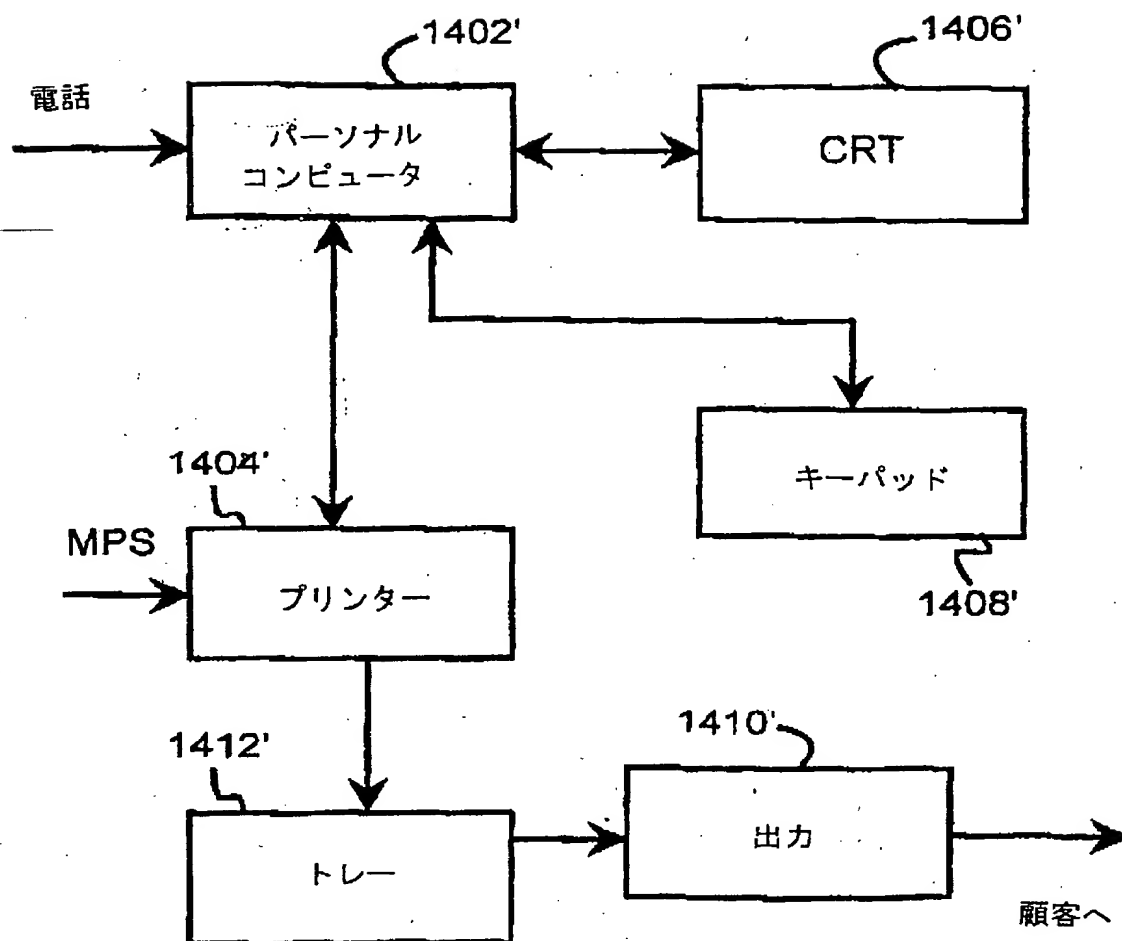 1402'
1406'
電話
パーソナル
コンピュータ
CRT
1404'
キーパッド
MPS
プリンター
1408'
1412'
1410'
トレー
出力
顧客へ